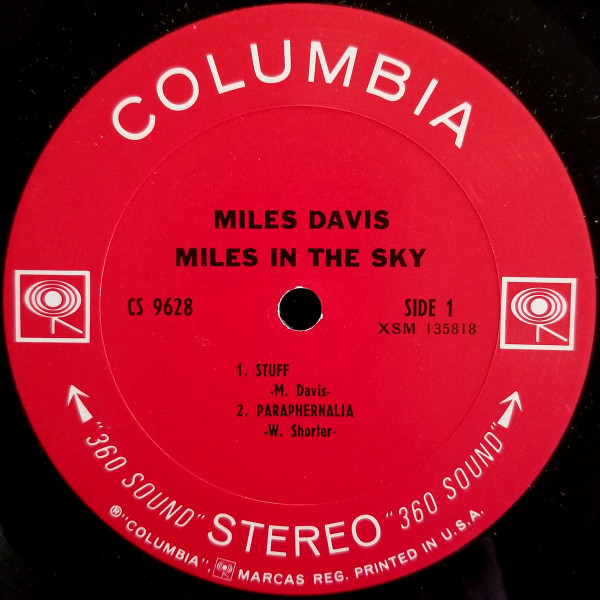 COLUMBIA
MILES DAVIS
MILES IN THE SKY
CS 9628
SIDE 1
XSM 135818
1. STUFF
-M. Davis-
2. PARAPHERNALIA
-W. Shorter-
"360 SOUND" STEREO "360 SOUND"
® "COLUMBIA", MARCAS REG. PRINTED IN U.S.A.